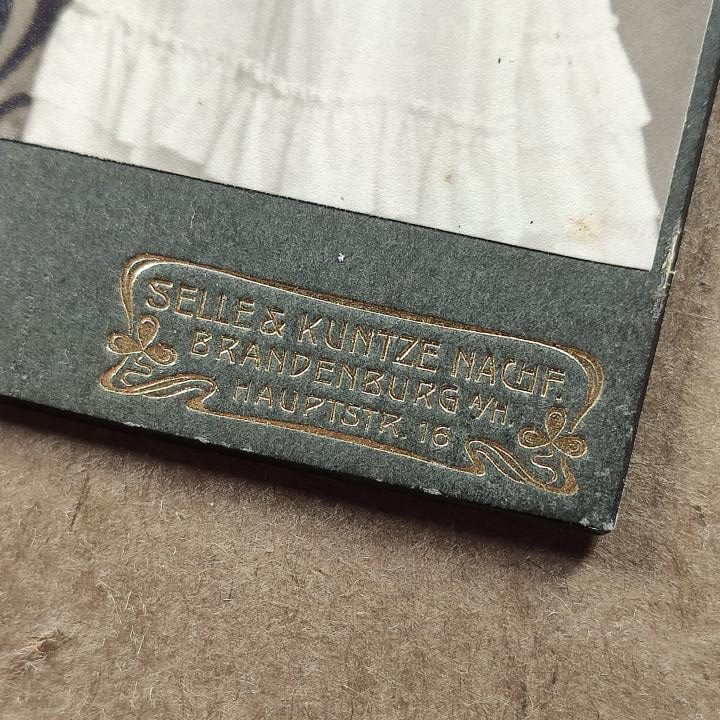 SELLE & KUNTZE NACHF.
BRANDENBURG A/H.
HAUPTSTR. 16